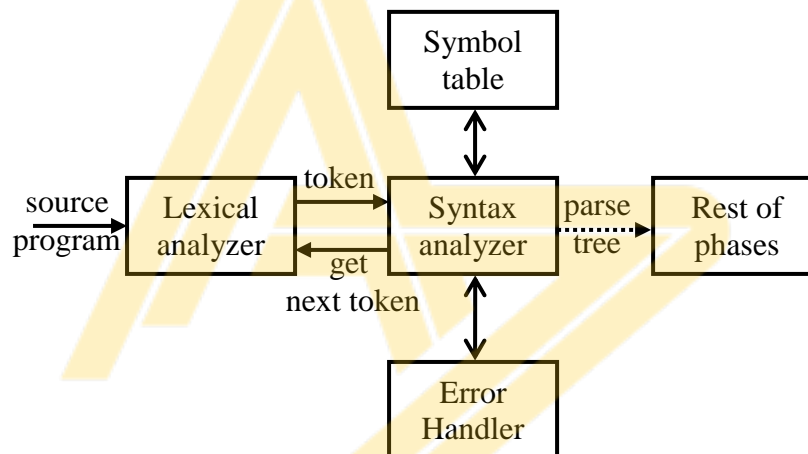 Symbol
table
source
program
Lexical
analyzer
token
get
next token
Syntax
analyzer
parse
tree
Rest of
phases
Error
Handler